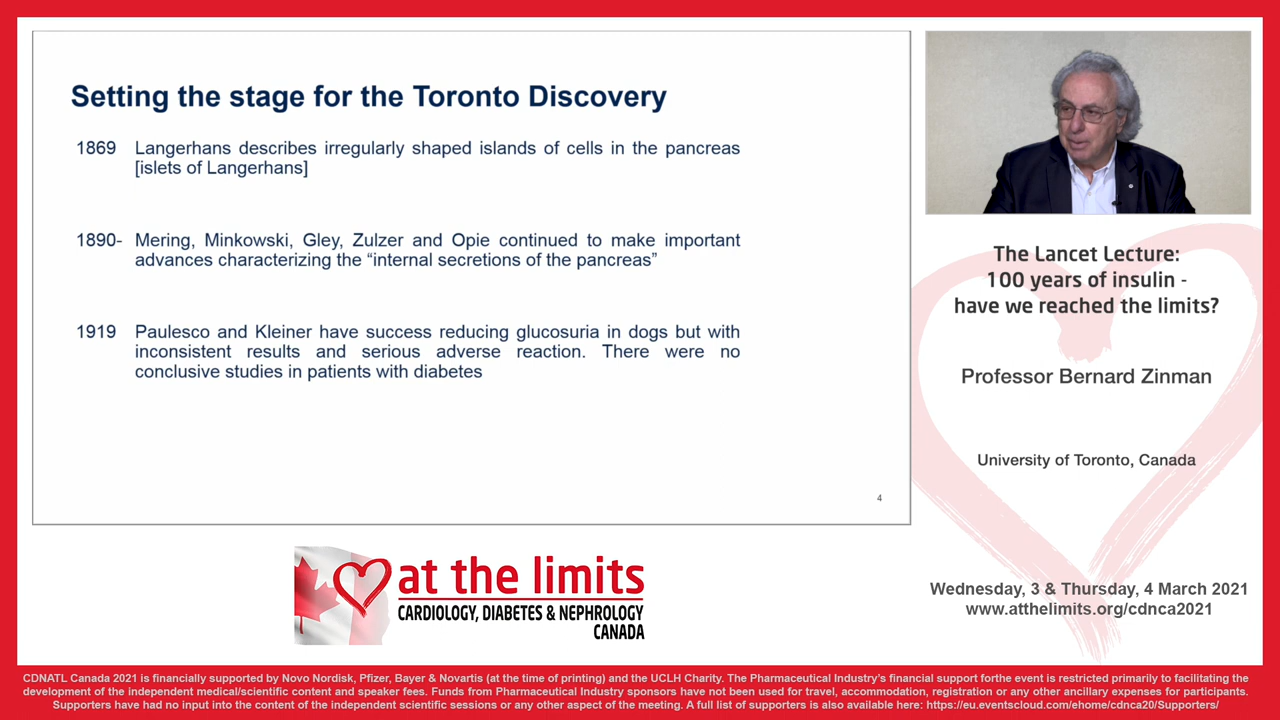 Setting the stage for the Toronto Discovery
1869 Langerhans describes irregularly shaped islands of cells in the pancreas
[islets of Langerhans]
1890- Mering, Minkowski, Gley, Zulzer and Opie continued to make important
advances characterizing the “internal secretions of the pancreas”
1919 Paulesco and Kleiner have success reducing glucosuria in dogs but with
inconsistent results and serious adverse reaction. There were no
conclusive studies in patients with diabetes
4
The Lancet Lecture:
100 years of insulin -
have we reached the limits?
Professor Bernard Zinman
University of Toronto, Canada
at the limits
CARDIOLOGY, DIABETES & NEPHROLOGY
CANADA
Wednesday, 3 & Thursday, 4 March 2021
www.atthelimits.org/cdnca2021
CDNATL Canada 2021 is financially supported by Novo Nordisk, Pfizer, Bayer & Novartis (at the time of printing) and the UCLH Charity. The Pharmaceutical Industry's financial support forthe event is restricted primarily to facilitating the
development of the independent medical/scientific content and speaker fees. Funds from Pharmaceutical Industry sponsors have not been used for travel, accommodation, registration or any other ancillary expenses for participants.
Supporters have had no input into the content of the independent scientific sessions or any other aspect of the meeting. A full list of supporters is also available here: https://eu.eventscloud.com/ehome/cdnca20/Supporters/